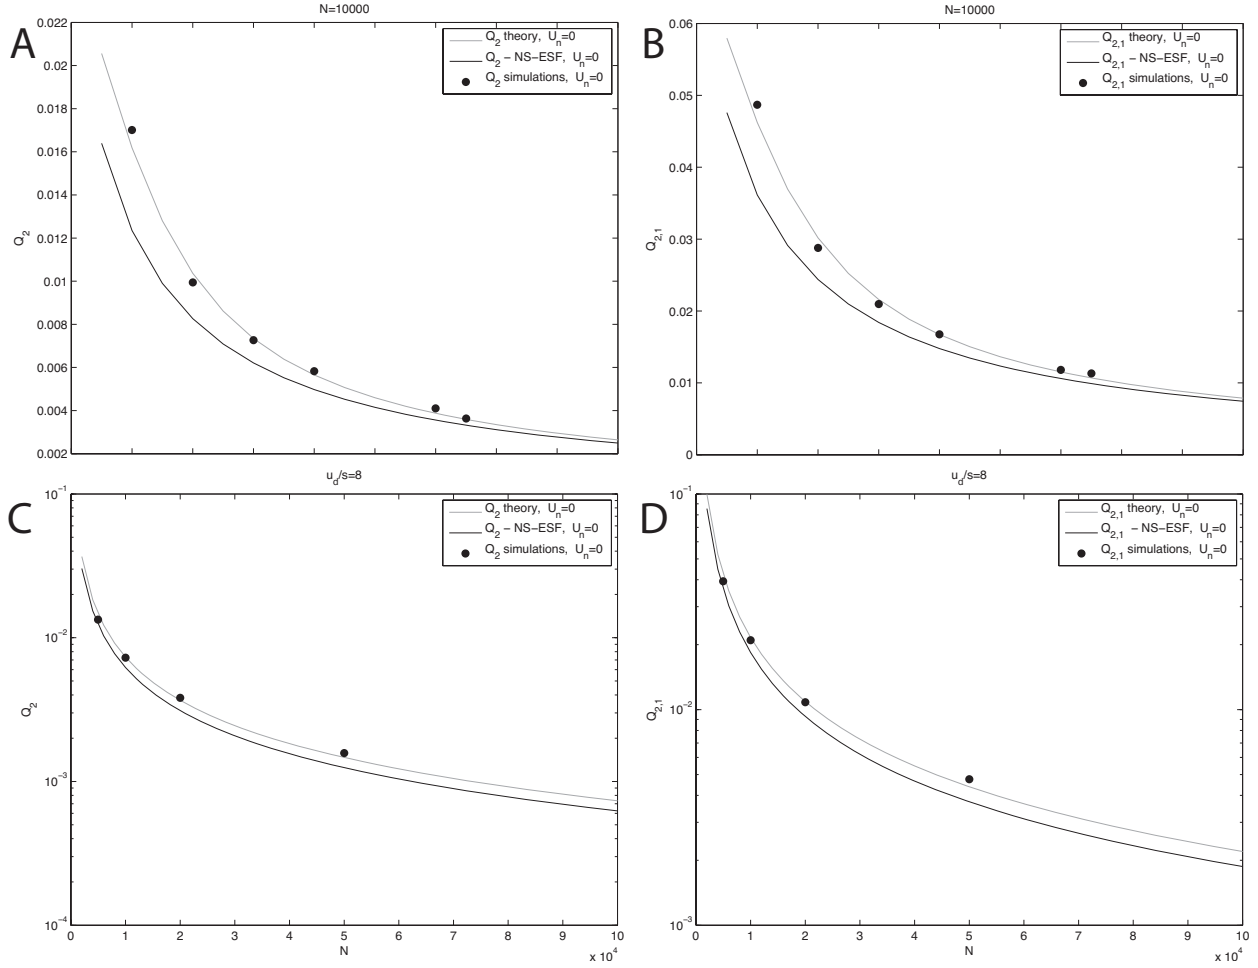 N=10000
A
0.022
0.02
0.018
0.016
0.014
0.012
0.01
0.008
0.006
0.004
0.002
Q2
Q2 theory, Un=0
Q2 − NS−ESF, Un=0
Q2 simulations, Un=0
N=10000
B
0.06
0.05
0.04
0.03
0.02
0.01
0
Q2,1
Q2,1 theory, Un=0
Q2,1 − NS−ESF, Un=0
Q2,1 simulations, Un=0
ud/s=8
C
10−1
10−2
10−3
10−4
Q2
Q2 theory, Un=0
Q2 − NS−ESF, Un=0
Q2 simulations, Un=0
0 1 2 3 4 5 6 7 8 9 10
N
x 104
ud/s=8
D
10−1
10−2
10−3
Q2,1
Q2,1 theory, Un=0
Q2,1 − NS−ESF, Un=0
Q2,1 simulations, Un=0
0 1 2 3 4 5 6 7 8 9 10
N
x 104